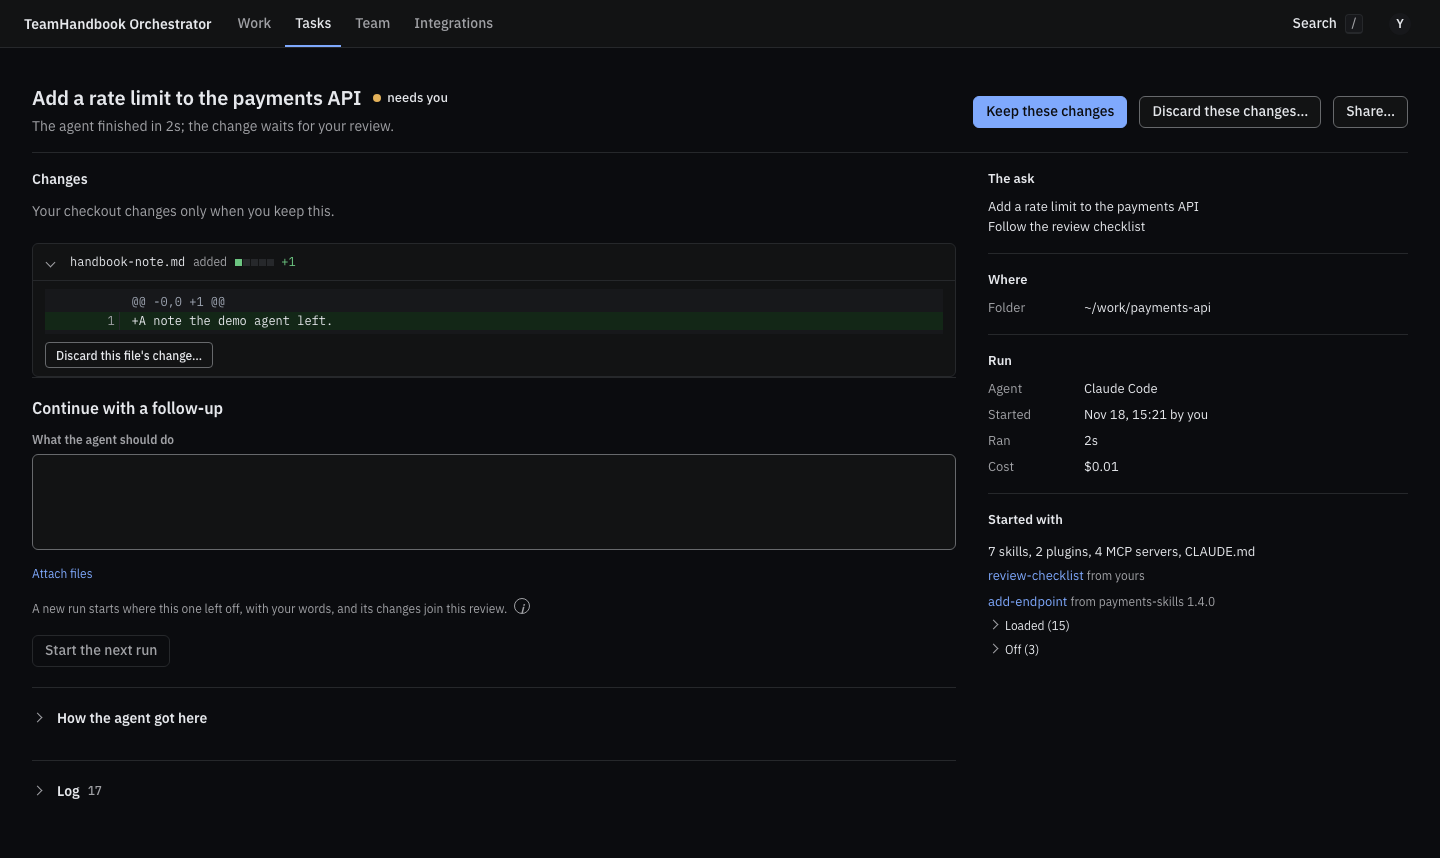 TeamHandbook Orchestrator Work Tasks Team Integrations Search / Y
Add a rate limit to the payments API needs you
The agent finished in 2s; the change waits for your review.
Keep these changes Discard these changes... Share...
Changes
Your checkout changes only when you keep this.
handbook-note.md added +1
@@ -0,0 +1 @@
1 +A note the demo agent left.
Discard this file's change...
Continue with a follow-up
What the agent should do
Attach files
A new run starts where this one left off, with your words, and its changes join this review. i
Start the next run
How the agent got here
Log 17
The ask
Add a rate limit to the payments API
Follow the review checklist
Where
Folder ~/work/payments-api
Run
Agent Claude Code
Started Nov 18, 15:21 by you
Ran 2s
Cost $0.01
Started with
7 skills, 2 plugins, 4 MCP servers, CLAUDE.md
review-checklist from yours
add-endpoint from payments-skills 1.4.0
Loaded (15)
Off (3)